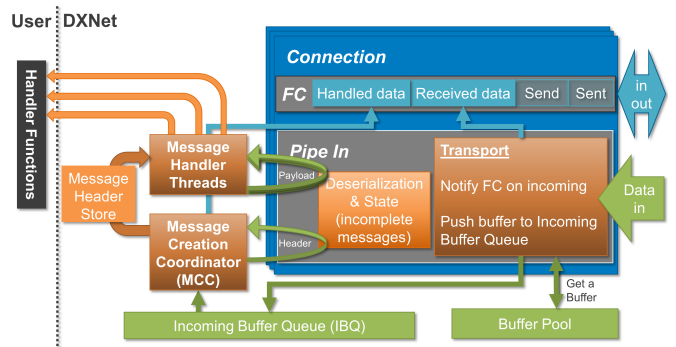 User
DXNet
Connection
FC
Handled data
Received data
Send
Sent
in
out
Handler Functions
Message
Handler
Threads
Pipe In
Payload
Transport
Notify FC on incoming
Push buffer to Incoming
Buffer Queue
Deserialization
& State
(incomplete
messages)
Data
in
Message
Header
Store
Message
Creation
Coordinator
(MCC)
Header
Get a
Buffer
Incoming Buffer Queue (IBQ)
Buffer Pool